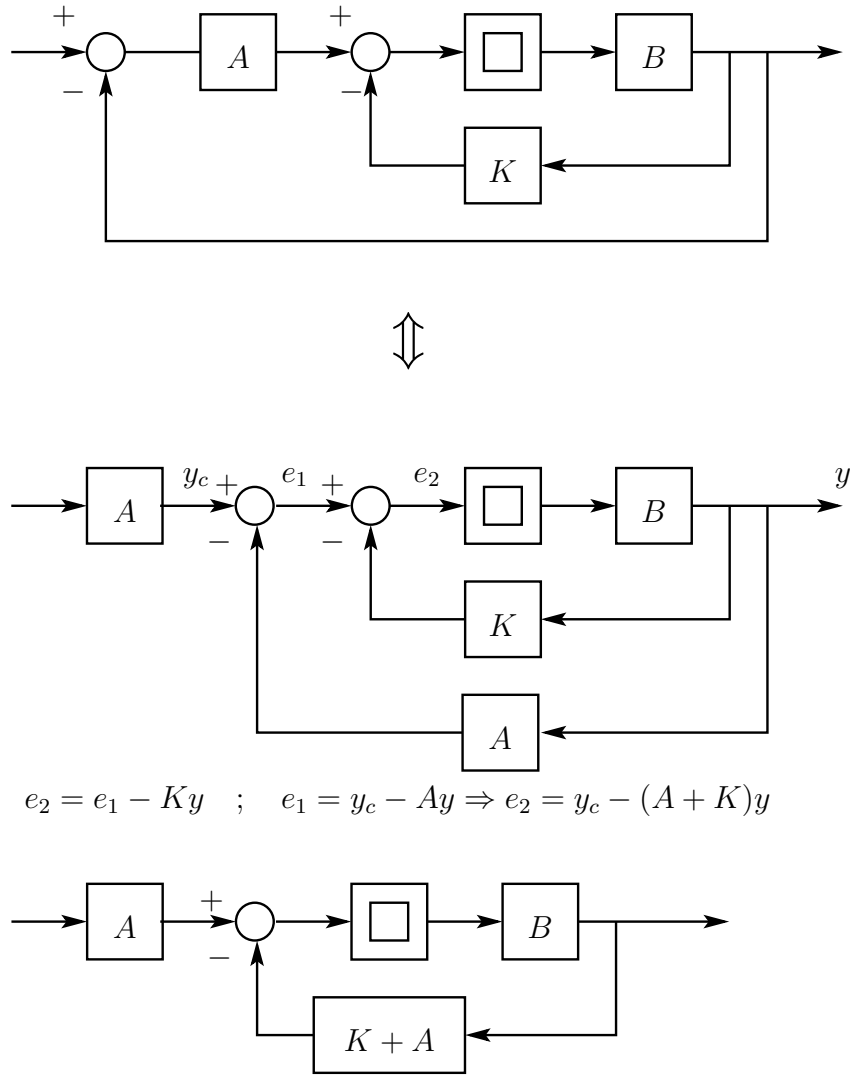 + +
A B
− −
K
⇕
y_c + e_1 + e_2 y
A B
− −
K
A
e_2 = e_1 − Ky ; e_1 = y_c − Ay ⇒ e_2 = y_c − (A + K)y
+
A B
−
K + A